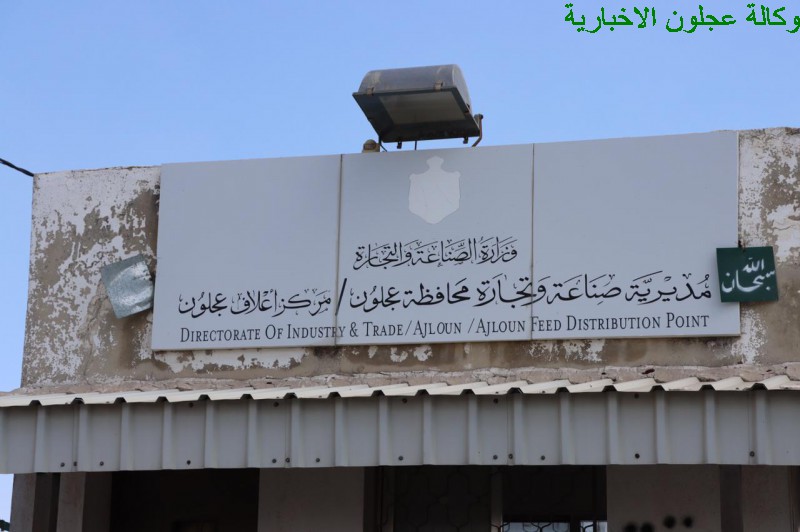 وكالة عجلون الاخبارية
وزارة الصناعة والتجارة
مديرية صناعة وتجارة محافظة عجلون / مركز أعلاف عجلون
DIRECTORATE OF INDUSTRY & TRADE/AJLOUN /AJLOUN FEED DISTRIBUTION POINT
سبحان الله